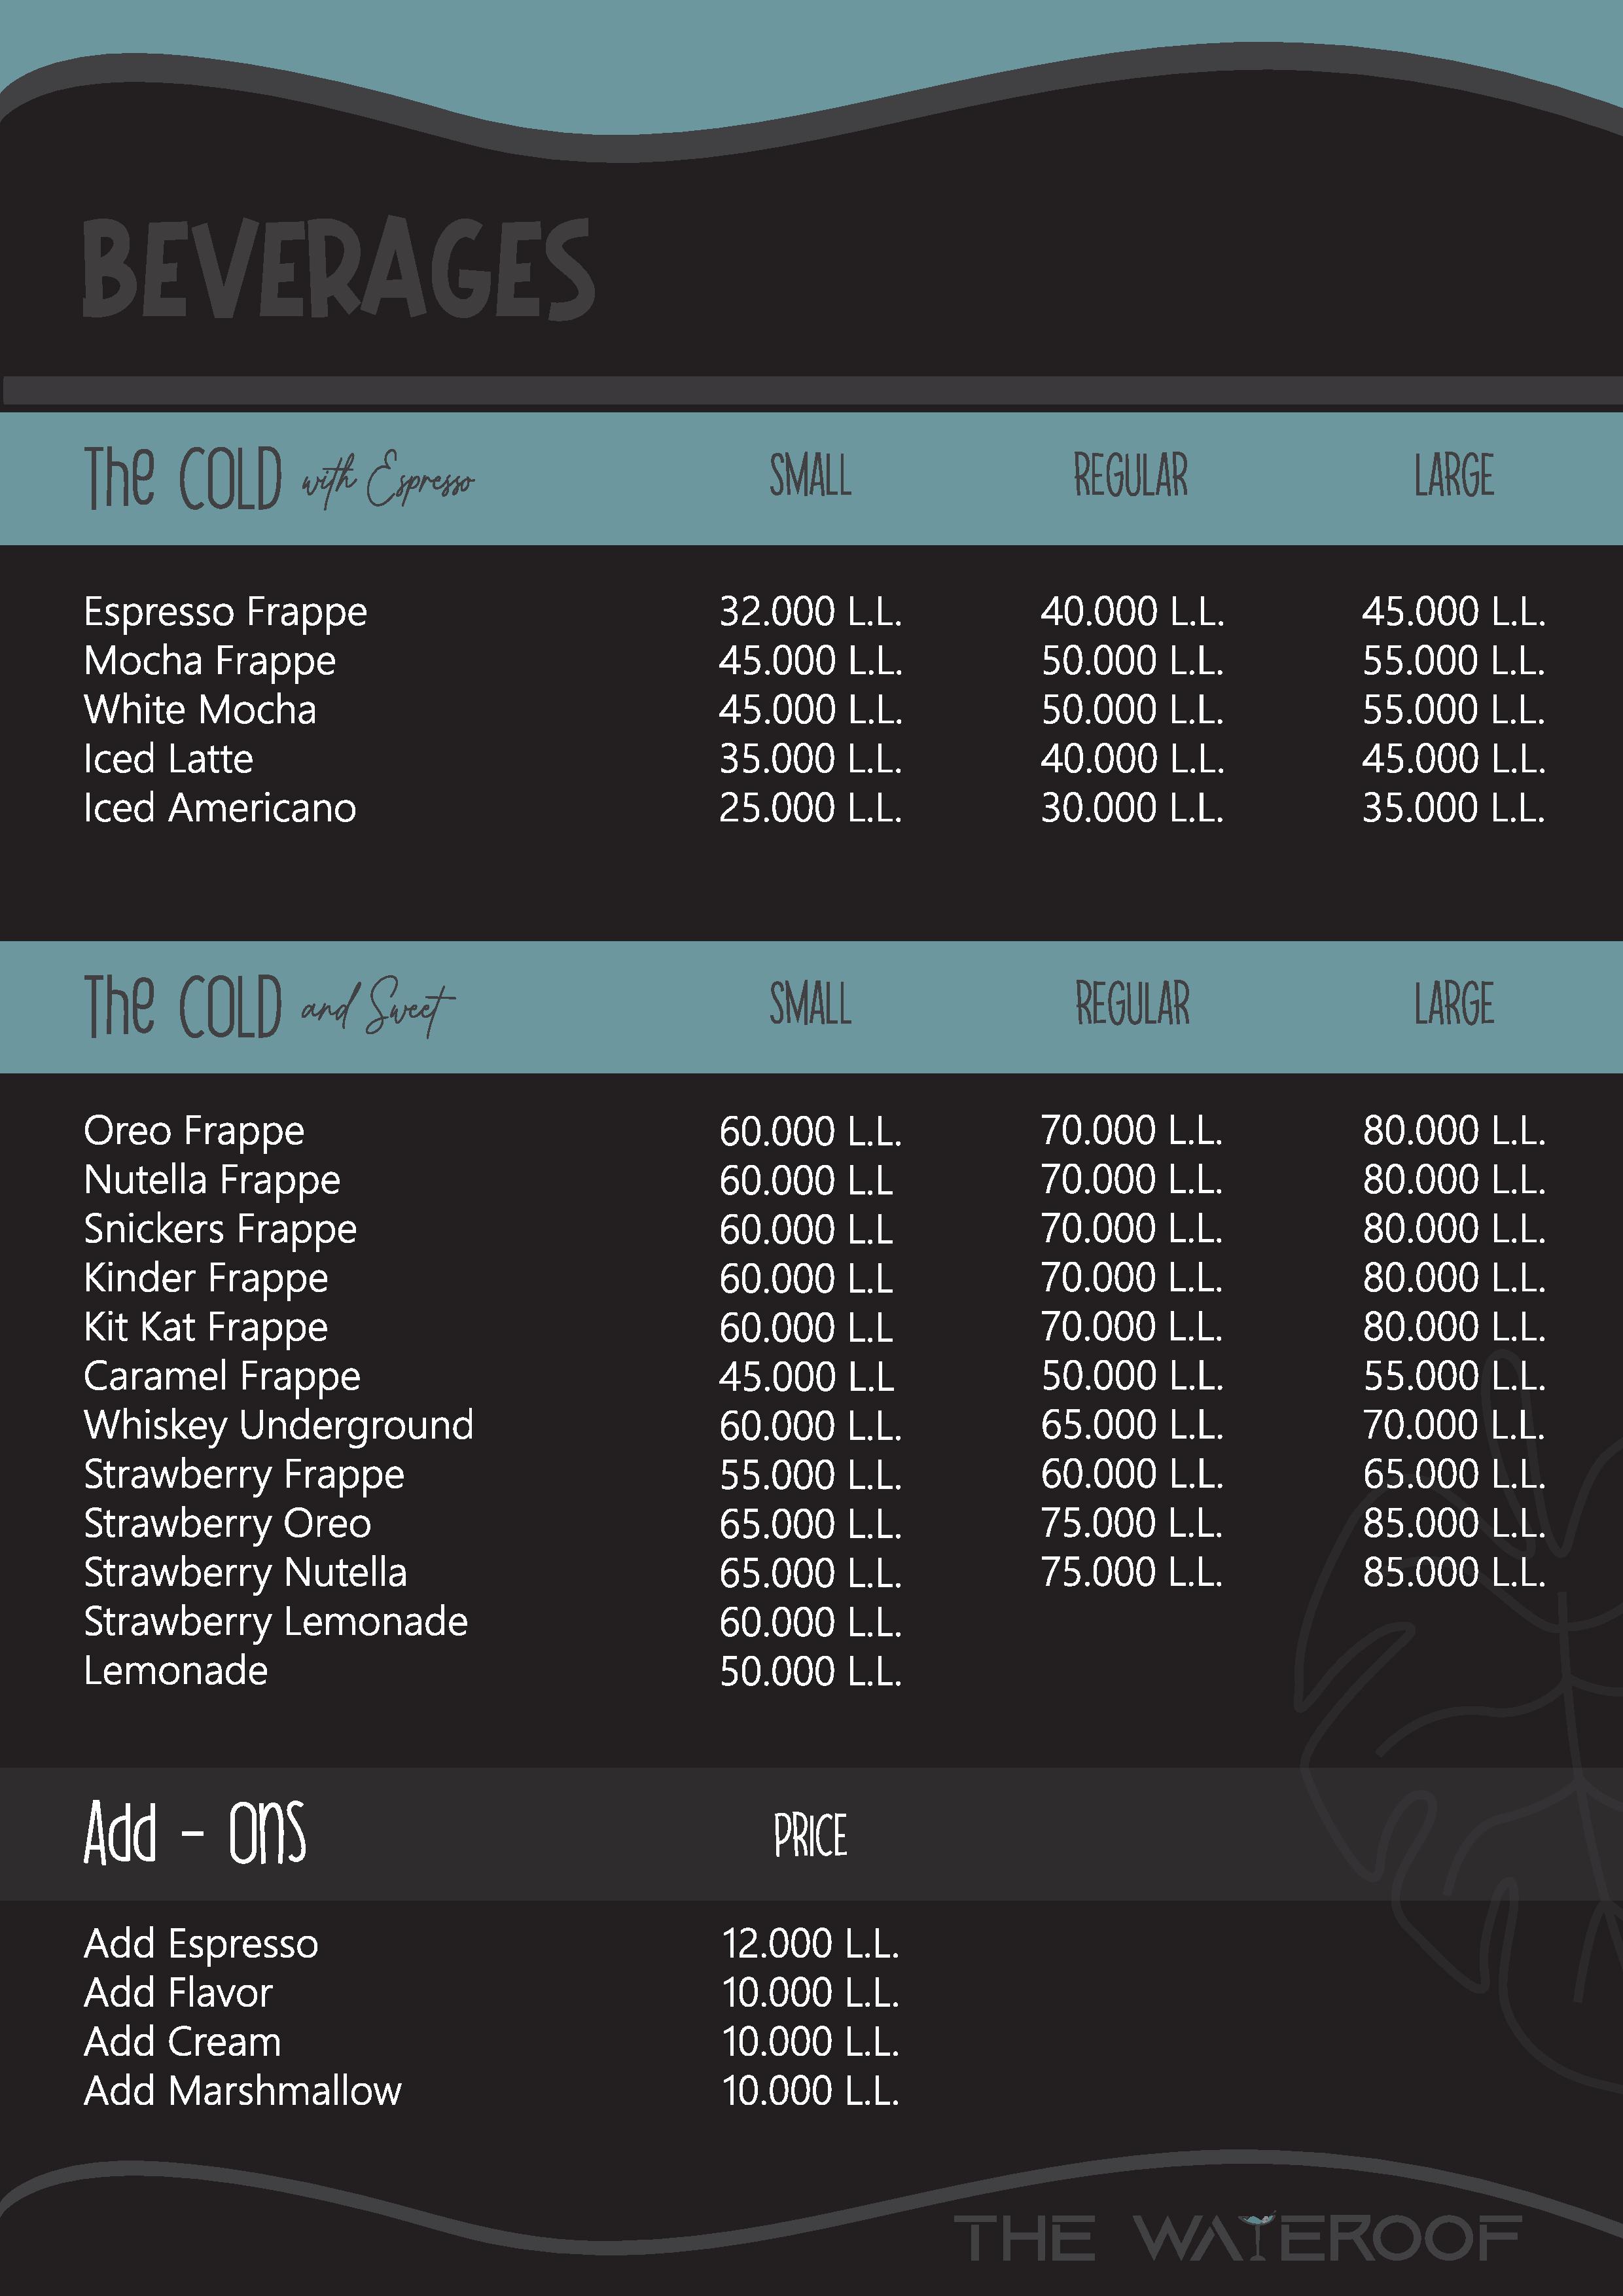 BEVERAGES
The COLD with Espresso SMALL REGULAR LARGE
Espresso Frappe 32.000 L.L. 40.000 L.L. 45.000 L.L.
Mocha Frappe 45.000 L.L. 50.000 L.L. 55.000 L.L.
White Mocha 45.000 L.L. 50.000 L.L. 55.000 L.L.
Iced Latte 35.000 L.L. 40.000 L.L. 45.000 L.L.
Iced Americano 25.000 L.L. 30.000 L.L. 35.000 L.L.
The COLD and Sweet SMALL REGULAR LARGE
Oreo Frappe 60.000 L.L. 70.000 L.L. 80.000 L.L.
Nutella Frappe 60.000 L.L 70.000 L.L. 80.000 L.L.
Snickers Frappe 60.000 L.L 70.000 L.L. 80.000 L.L.
Kinder Frappe 60.000 L.L 70.000 L.L. 80.000 L.L.
Kit Kat Frappe 60.000 L.L 70.000 L.L. 80.000 L.L.
Caramel Frappe 45.000 L.L 50.000 L.L. 55.000 L.L.
Whiskey Underground 60.000 L.L. 65.000 L.L. 70.000 L.L.
Strawberry Frappe 55.000 L.L. 60.000 L.L. 65.000 L.L.
Strawberry Oreo 65.000 L.L. 75.000 L.L. 85.000 L.L.
Strawberry Nutella 65.000 L.L. 75.000 L.L. 85.000 L.L.
Strawberry Lemonade 60.000 L.L.
Lemonade 50.000 L.L.
Add - Ons PRICE
Add Espresso 12.000 L.L.
Add Flavor 10.000 L.L.
Add Cream 10.000 L.L.
Add Marshmallow 10.000 L.L.
THE WATEROOF